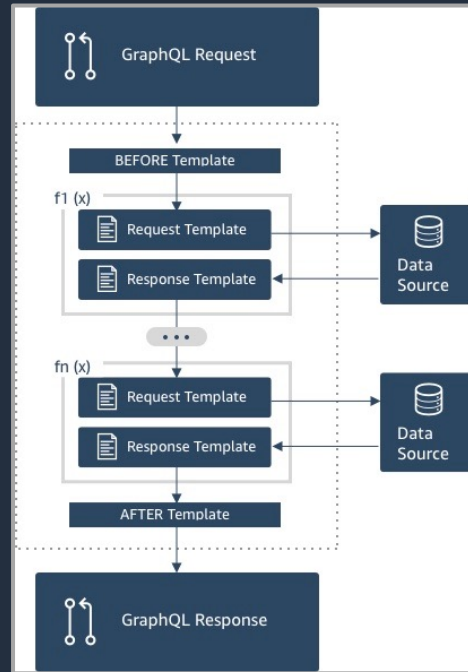 GraphQL Request
BEFORE Template
f1 (x)
Request Template
Response Template
Data
Source
•••
fn (x)
Request Template
Response Template
Data
Source
AFTER Template
GraphQL Response